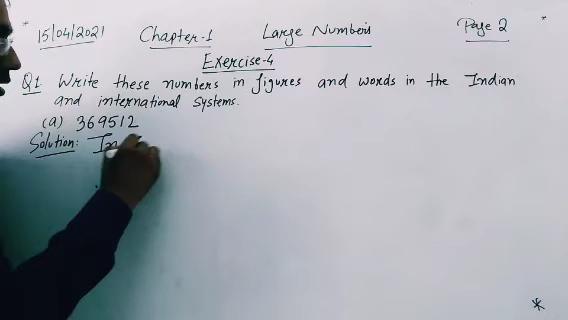 15/04/2021 Chapter-1 Large Numbers Page 2
Exercise-4
Q1 Write these numbers in figures and words in the Indian
and international systems.
(a) 369512
Solution: In